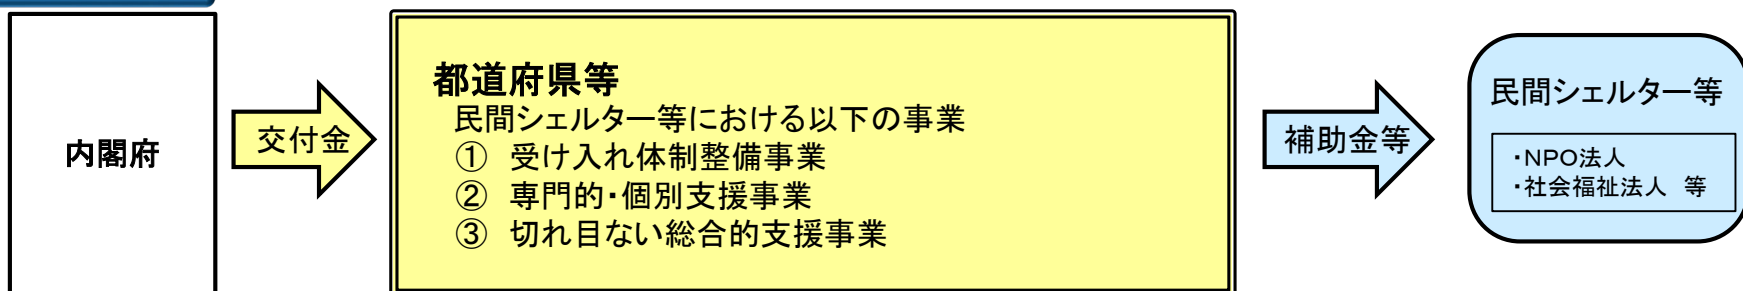 内閣府
交付金
都道府県等
民間シェルター等における以下の事業
① 受け入れ体制整備事業
② 専門的・個別支援事業
③ 切れ目ない総合的支援事業
補助金等
民間シェルター等
・NPO法人
・社会福祉法人 等